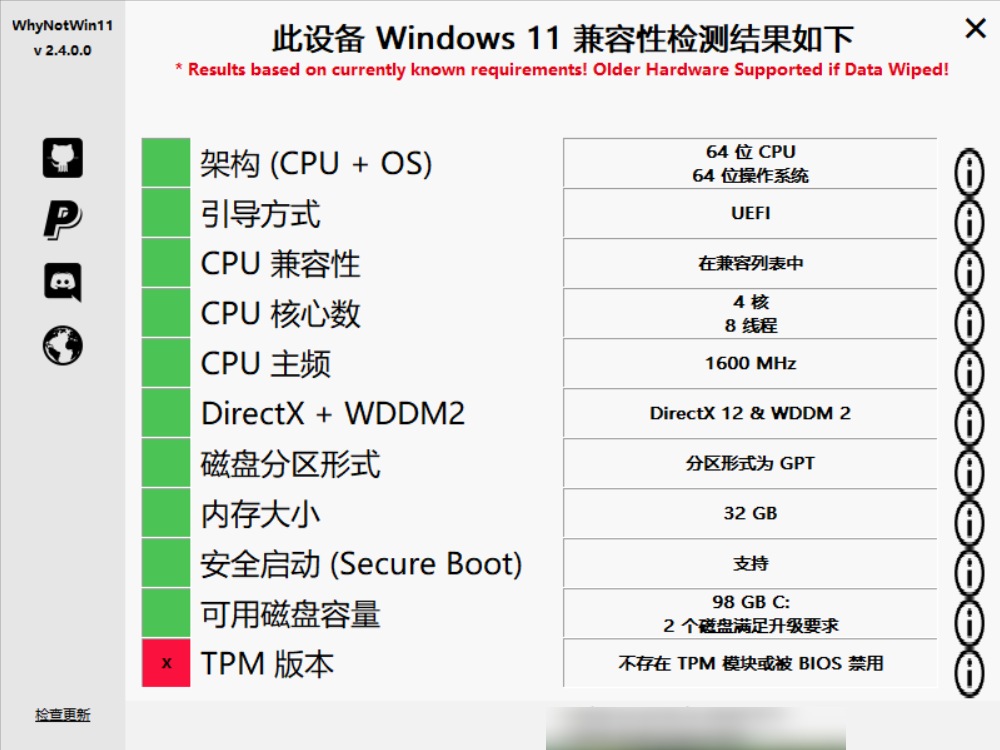 WhyNotWin11
v 2.4.0.0
此设备 Windows 11 兼容性检测结果如下
* Results based on currently known requirements! Older Hardware Supported if Data Wiped!
架构 (CPU + OS)
64 位 CPU
64 位操作系统
引导方式
UEFI
CPU 兼容性
在兼容列表中
CPU 核心数
4 核
8 线程
CPU 主频
1600 MHz
DirectX + WDDM2
DirectX 12 & WDDM 2
磁盘分区形式
分区形式为 GPT
内存大小
32 GB
安全启动 (Secure Boot)
支持
可用磁盘容量
98 GB C:
2 个磁盘满足升级要求
X
TPM 版本
不存在 TPM 模块或被 BIOS 禁用
检查更新